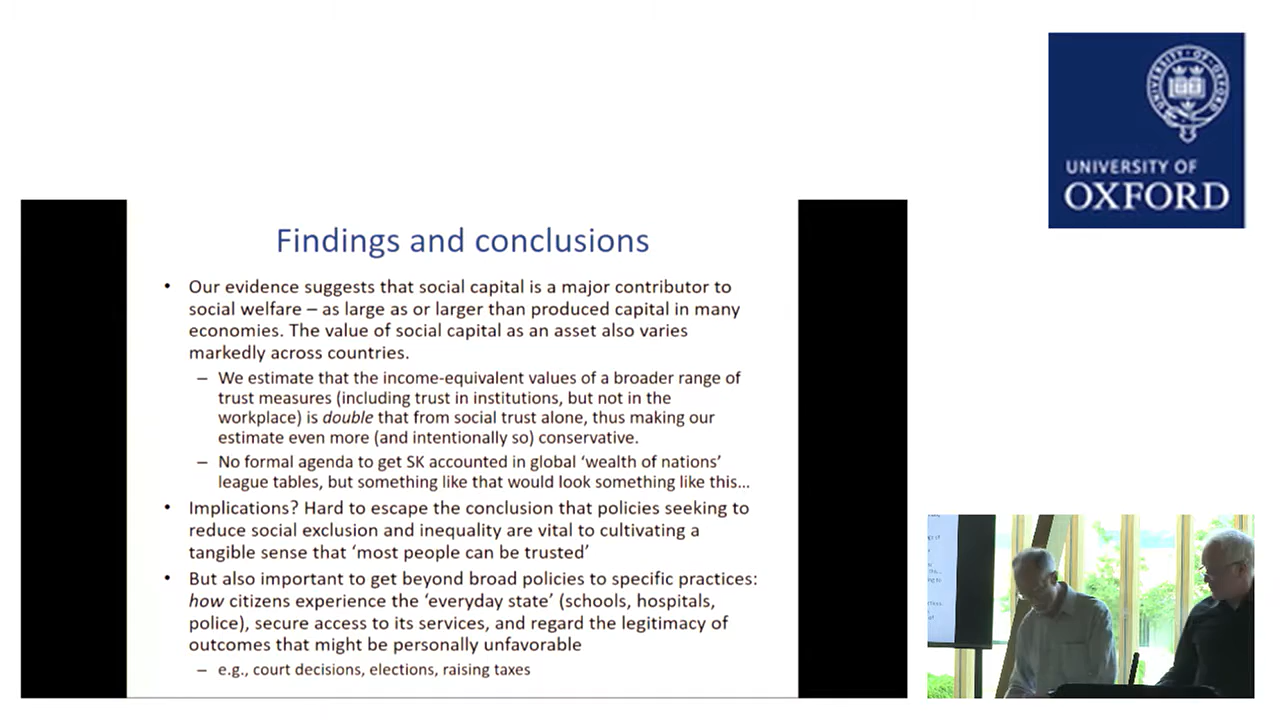 UNIVERSITY OF
OXFORD
Findings and conclusions
• Our evidence suggests that social capital is a major contributor to
social welfare – as large as or larger than produced capital in many
economies. The value of social capital as an asset also varies
markedly across countries.
– We estimate that the income-equivalent values of a broader range of
trust measures (including trust in institutions, but not in the
workplace) is double that from social trust alone, thus making our
estimate even more (and intentionally so) conservative.
– No formal agenda to get SK accounted in global ‘wealth of nations’
league tables, but something like that would look something like this…
• Implications? Hard to escape the conclusion that policies seeking to
reduce social exclusion and inequality are vital to cultivating a
tangible sense that ‘most people can be trusted’
• But also important to get beyond broad policies to specific practices:
how citizens experience the ‘everyday state’ (schools, hospitals,
police), secure access to its services, and regard the legitimacy of
outcomes that might be personally unfavorable
– e.g., court decisions, elections, raising taxes